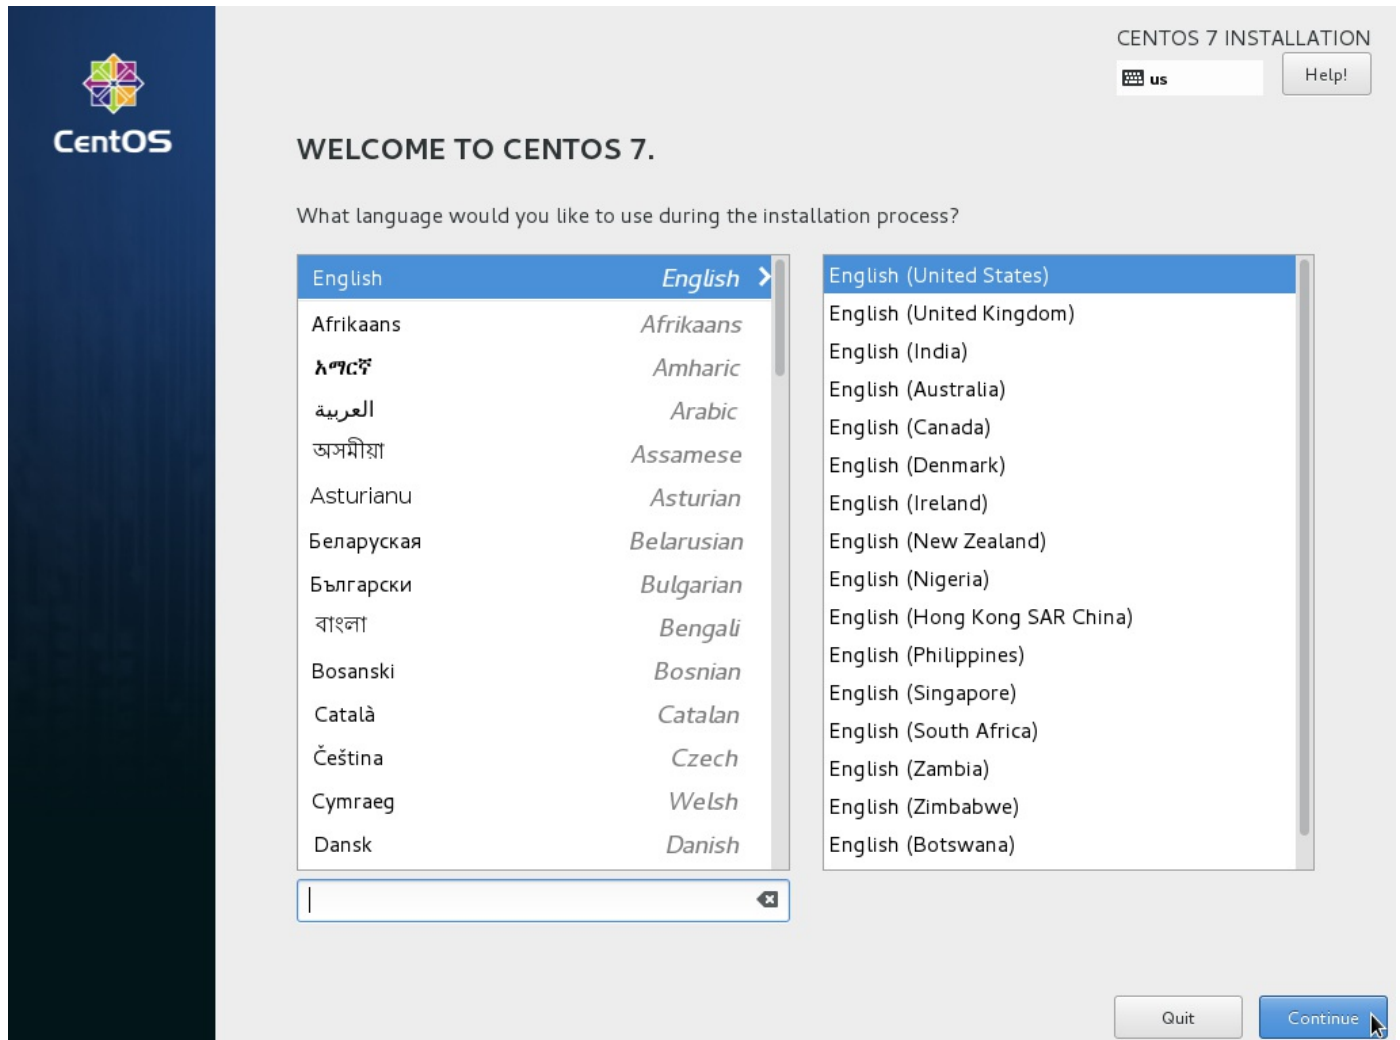 CentOS
CENTOS 7 INSTALLATION
us
Help!
WELCOME TO CENTOS 7.
What language would you like to use during the installation process?
English English
Afrikaans Afrikaans
አማርኛ Amharic
العربية Arabic
অসমীয়া Assamese
Asturianu Asturian
Беларуская Belarusian
Български Bulgarian
বাংলা Bengali
Bosanski Bosnian
Català Catalan
Čeština Czech
Cymraeg Welsh
Dansk Danish
English (United States)
English (United Kingdom)
English (India)
English (Australia)
English (Canada)
English (Denmark)
English (Ireland)
English (New Zealand)
English (Nigeria)
English (Hong Kong SAR China)
English (Philippines)
English (Singapore)
English (South Africa)
English (Zambia)
English (Zimbabwe)
English (Botswana)
Quit
Continue